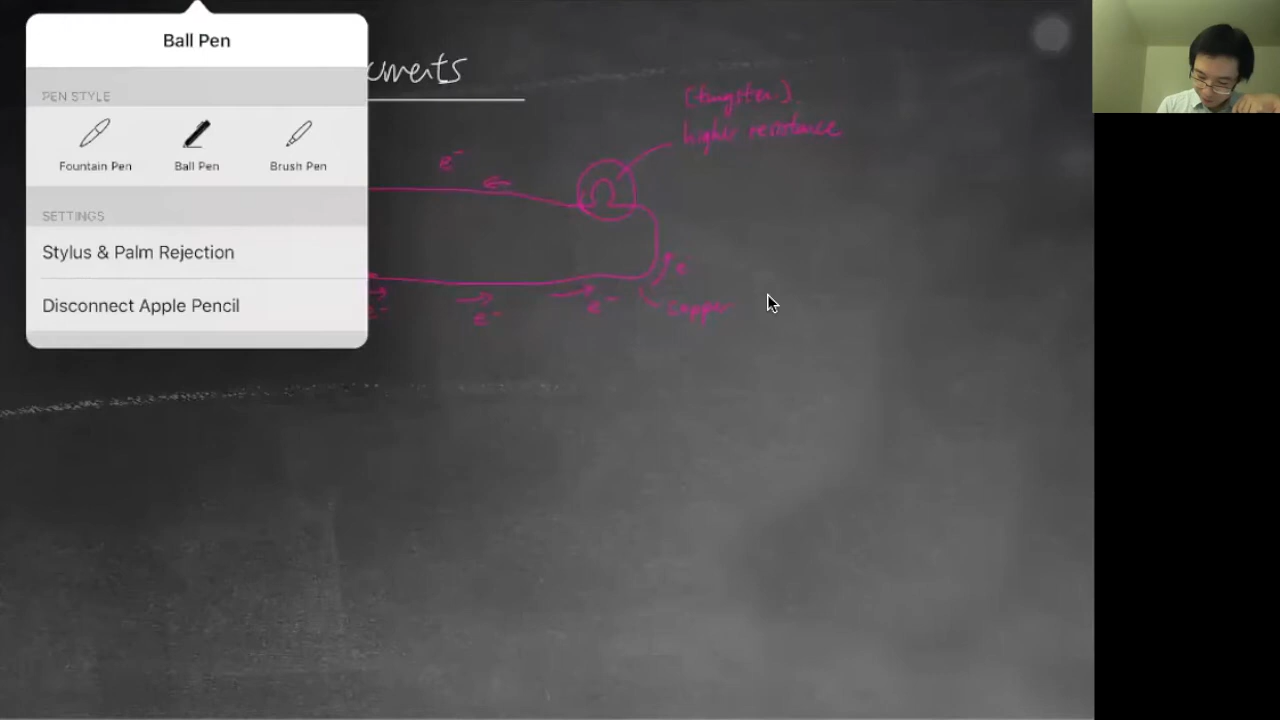 Ball Pen
PEN STYLE
Fountain Pen
Ball Pen
Brush Pen
SETTINGS
Stylus & Palm Rejection
Disconnect Apple Pencil
(tungsten).
higher resistance
e⁻
e
e⁻
e⁻
e⁻
copper